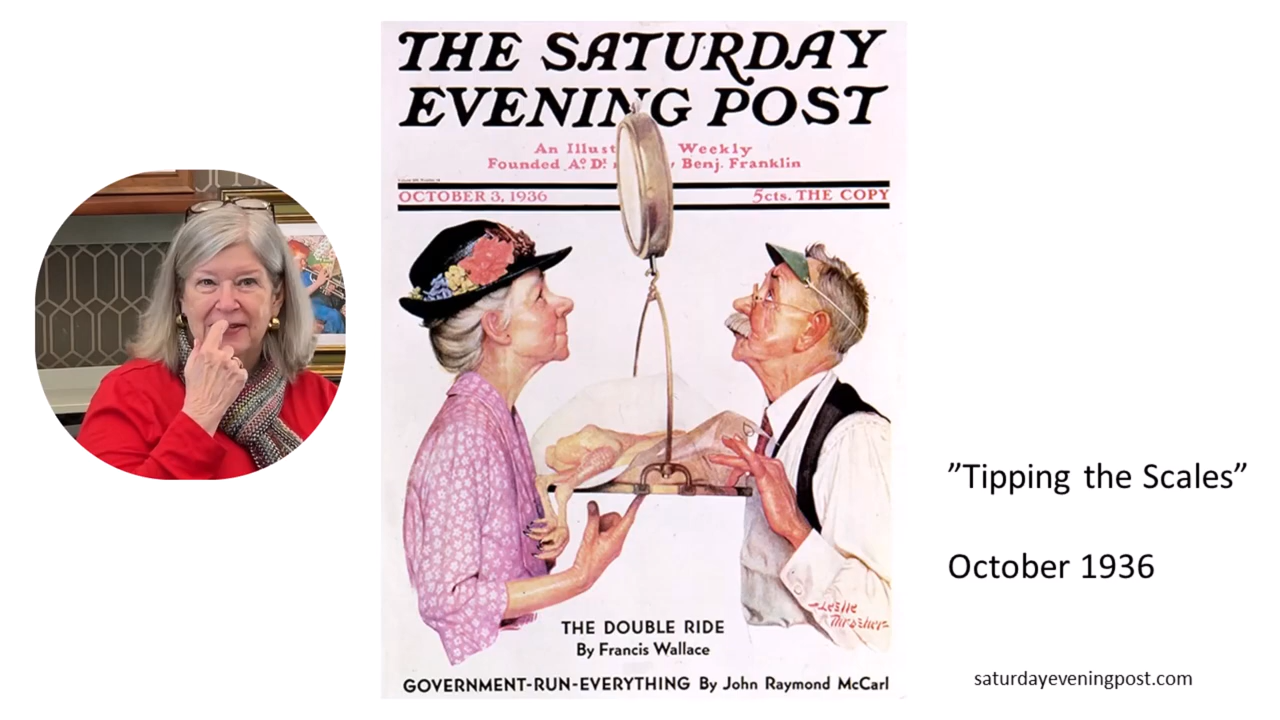 THE SATURDAY
EVENING POST
An Illust Weekly
Founded Aº Dⁱ Benj. Franklin
OCTOBER 3, 1936
5cts. THE COPY
THE DOUBLE RIDE
By Francis Wallace
GOVERNMENT-RUN-EVERYTHING By John Raymond McCarl
Leslie
Thrasher
”Tipping the Scales”
October 1936
saturdayeveningpost.com